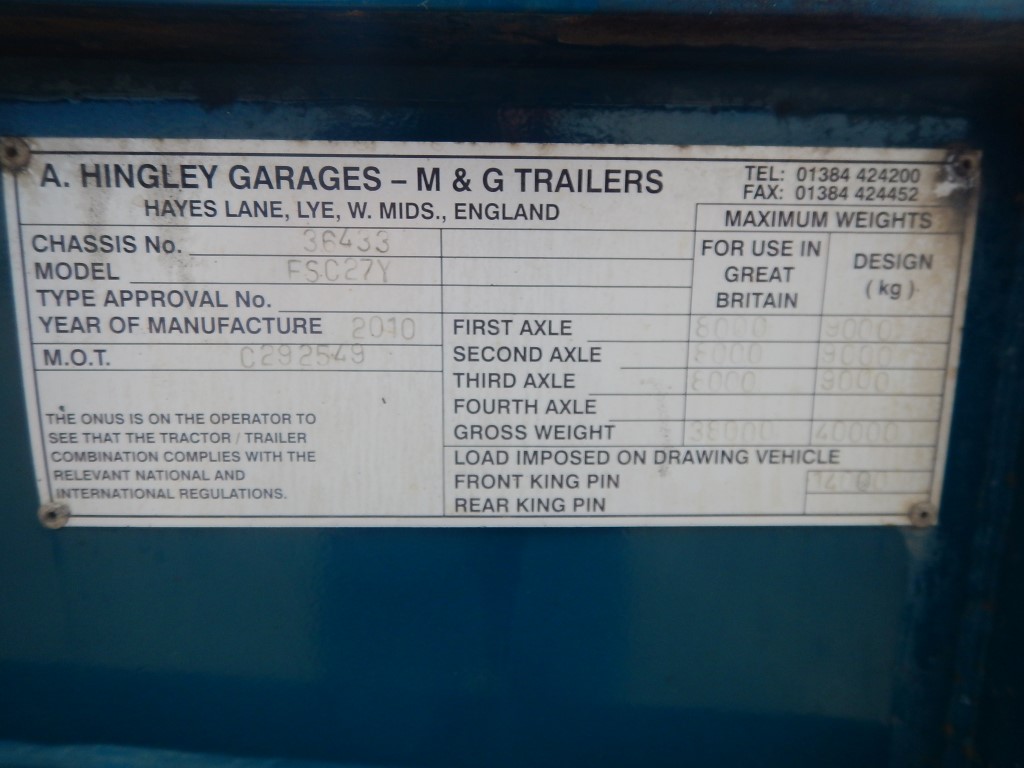 A. HINGLEY GARAGES – M & G TRAILERS
HAYES LANE, LYE, W. MIDS., ENGLAND
TEL: 01384 424200
FAX: 01384 424452
CHASSIS No. 36433
MODEL FSC27Y
TYPE APPROVAL No.
YEAR OF MANUFACTURE 2010
M.O.T. C292549
THE ONUS IS ON THE OPERATOR TO
SEE THAT THE TRACTOR / TRAILER
COMBINATION COMPLIES WITH THE
RELEVANT NATIONAL AND
INTERNATIONAL REGULATIONS.
MAXIMUM WEIGHTS
FOR USE IN
GREAT
BRITAIN
DESIGN
(kg)
FIRST AXLE 8000 9000
SECOND AXLE 8000 9000
THIRD AXLE 8000 9000
FOURTH AXLE
GROSS WEIGHT 38000 40000
LOAD IMPOSED ON DRAWING VEHICLE
FRONT KING PIN
REAR KING PIN